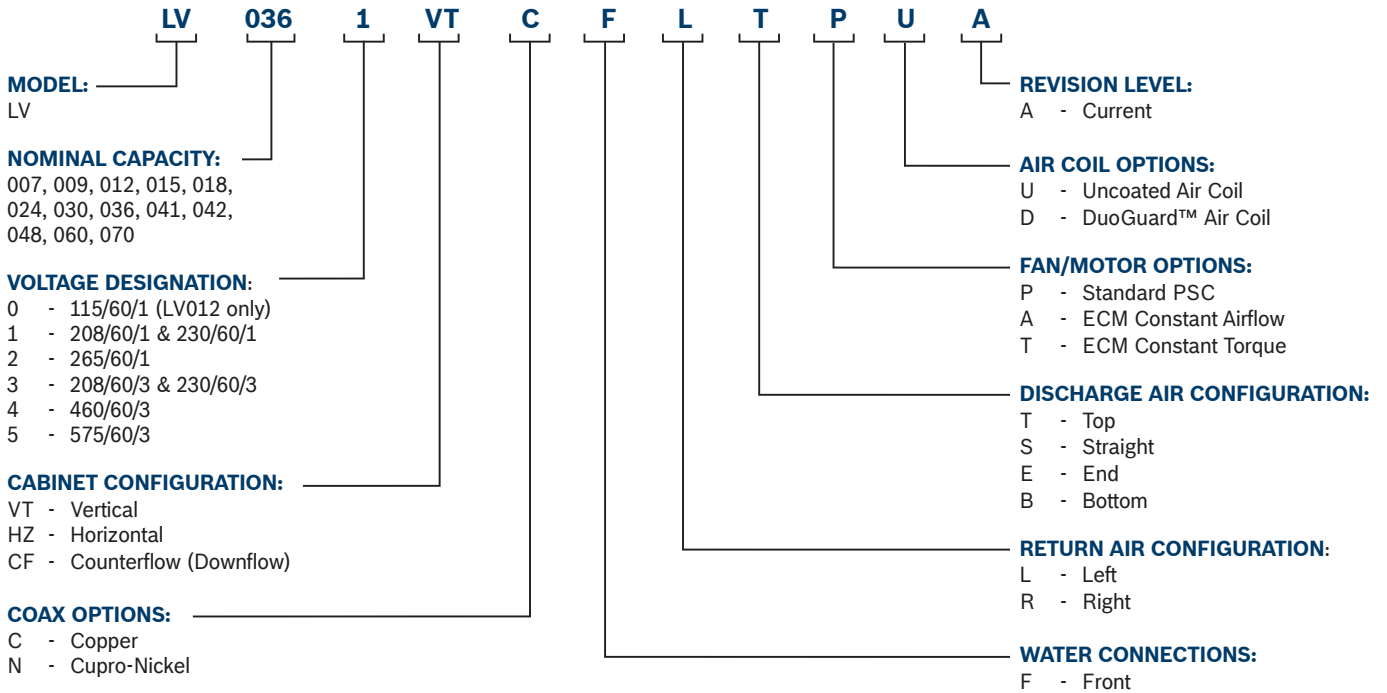 LV 036 1 VT C F L T P U A
MODEL:
LV
NOMINAL CAPACITY:
007, 009, 012, 015, 018,
024, 030, 036, 041, 042,
048, 060, 070
VOLTAGE DESIGNATION:
0 - 115/60/1 (LV012 only)
1 - 208/60/1 & 230/60/1
2 - 265/60/1
3 - 208/60/3 & 230/60/3
4 - 460/60/3
5 - 575/60/3
CABINET CONFIGURATION:
VT - Vertical
HZ - Horizontal
CF - Counterflow (Downflow)
COAX OPTIONS:
C - Copper
N - Cupro-Nickel
REVISION LEVEL:
A - Current
AIR COIL OPTIONS:
U - Uncoated Air Coil
D - DuoGuard™ Air Coil
FAN/MOTOR OPTIONS:
P - Standard PSC
A - ECM Constant Airflow
T - ECM Constant Torque
DISCHARGE AIR CONFIGURATION:
T - Top
S - Straight
E - End
B - Bottom
RETURN AIR CONFIGURATION:
L - Left
R - Right
WATER CONNECTIONS:
F - Front